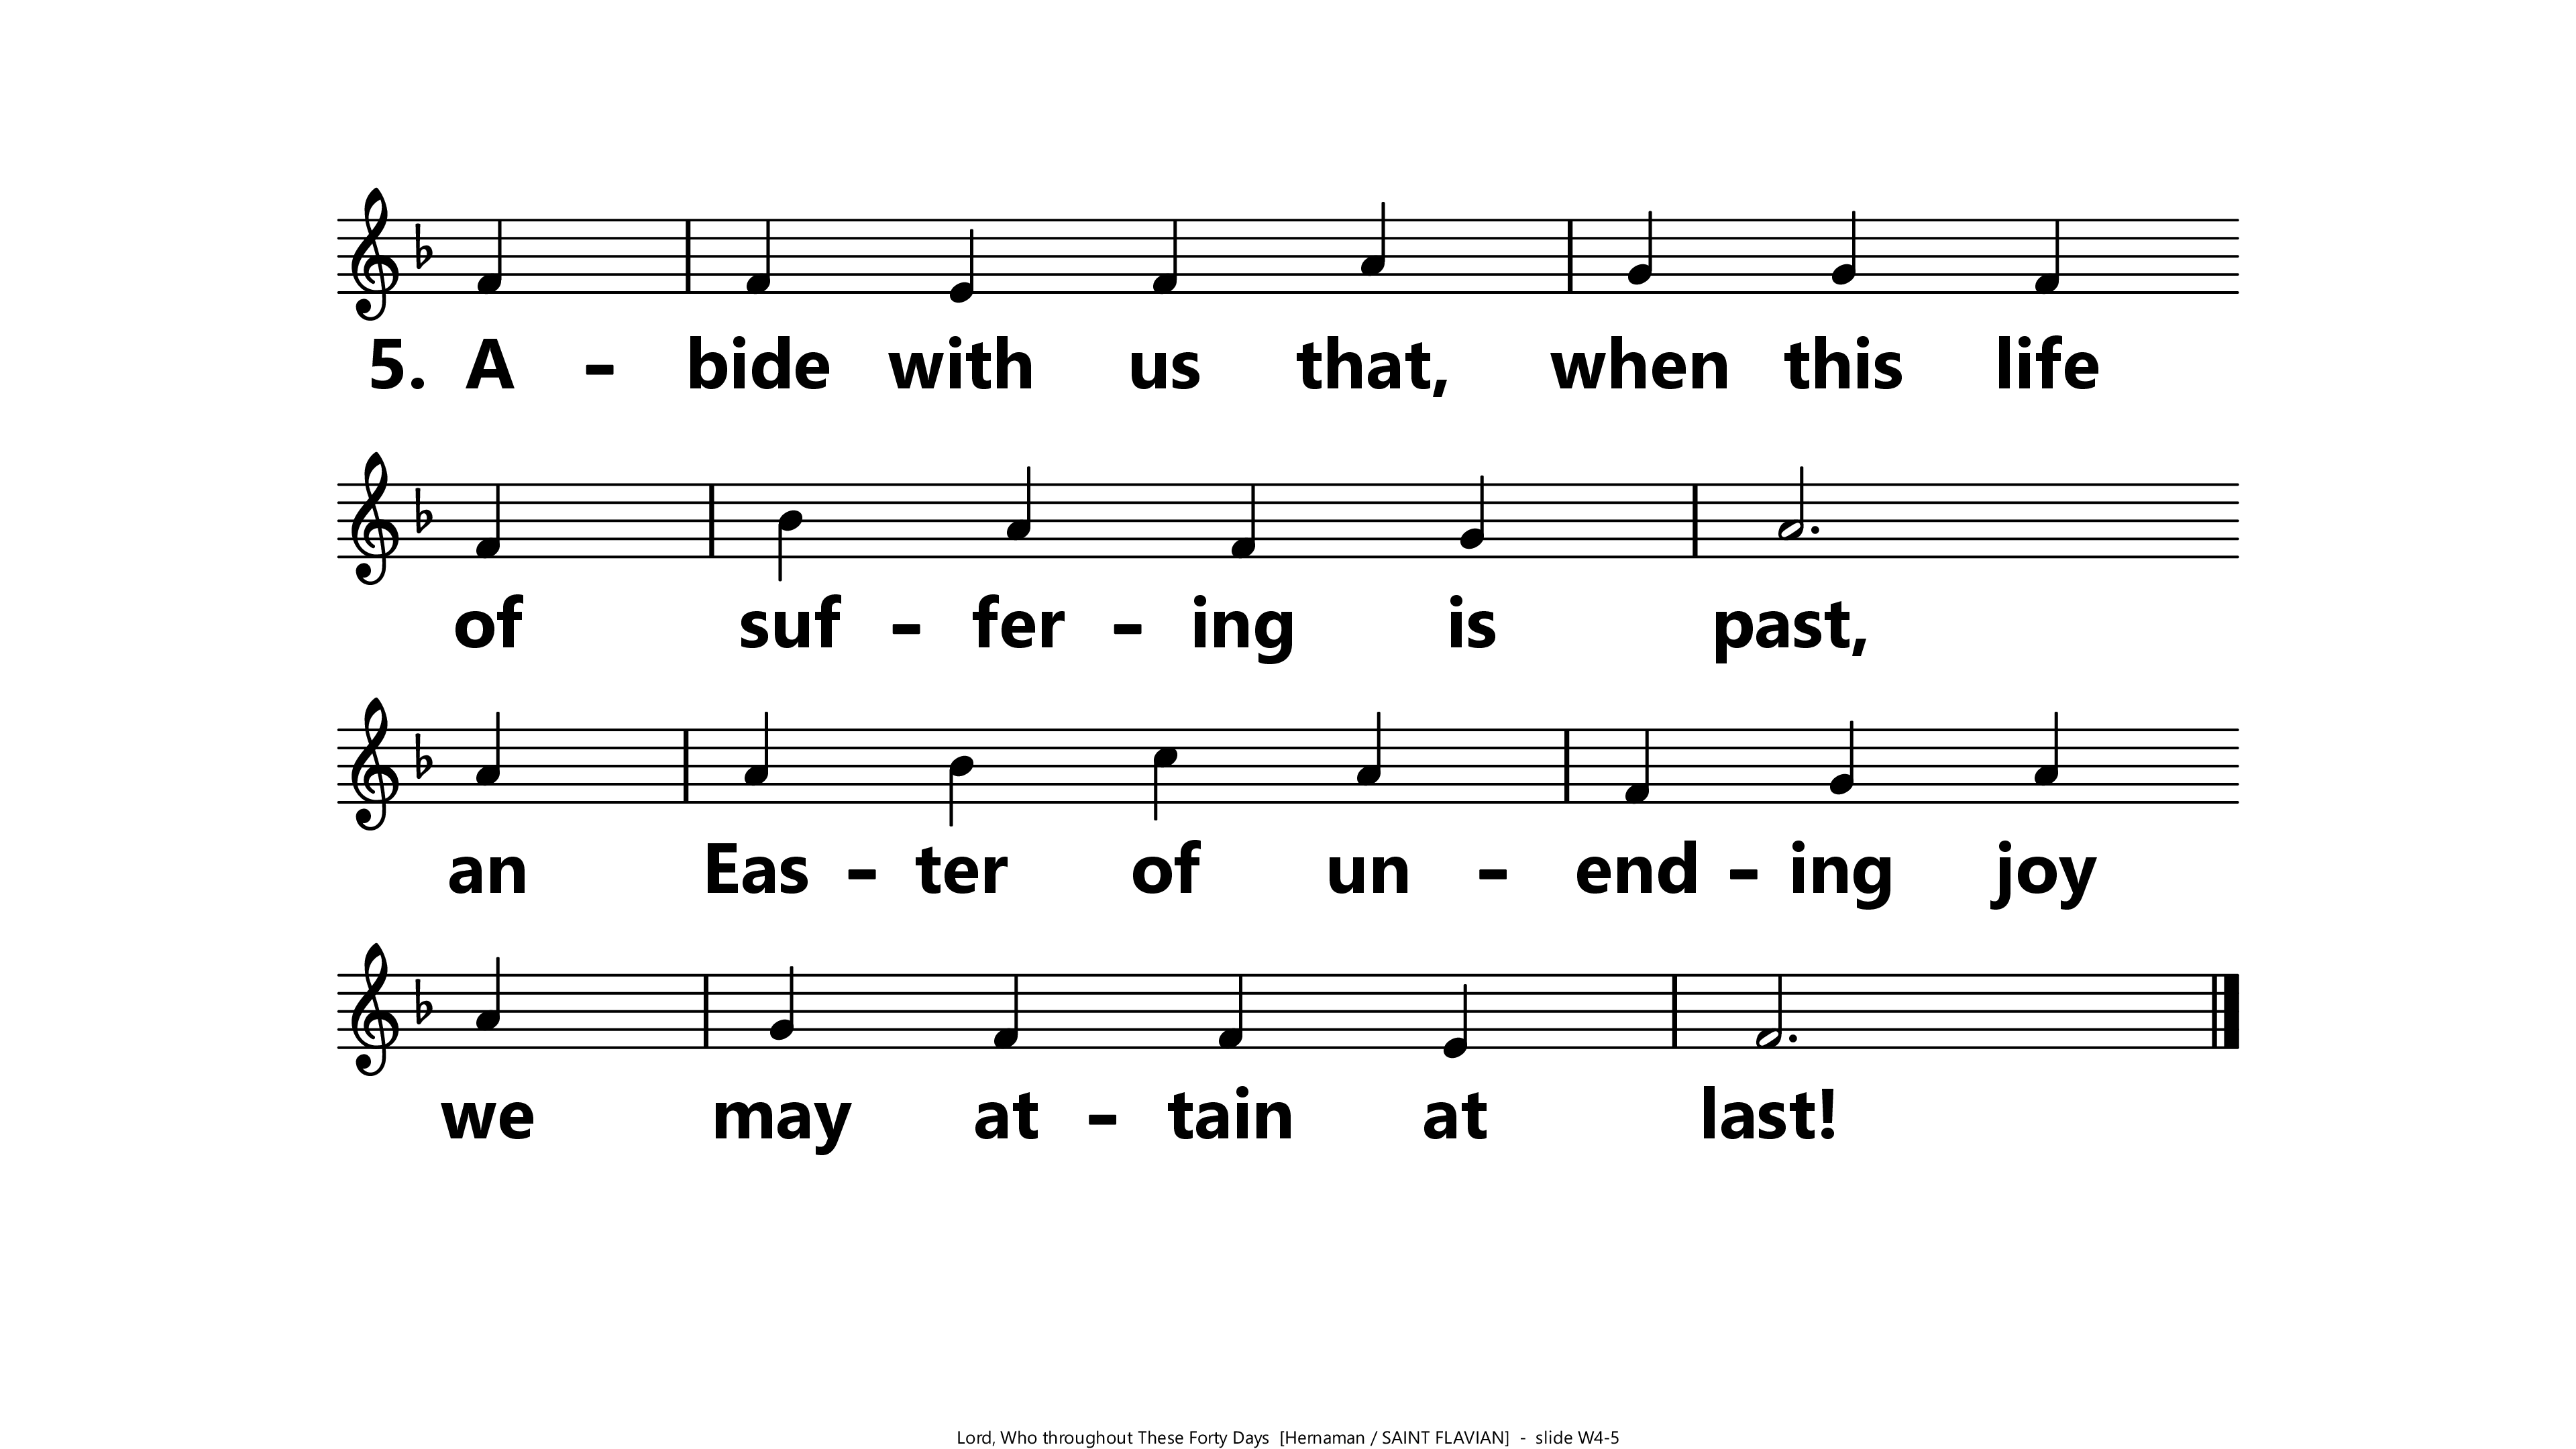 5. A - bide with us that, when this life
of suf - fer - ing is past,
an Eas - ter of un - end - ing joy
we may at - tain at last!
Lord, Who throughout These Forty Days [Hernaman / SAINT FLAVIAN] - slide W4-5